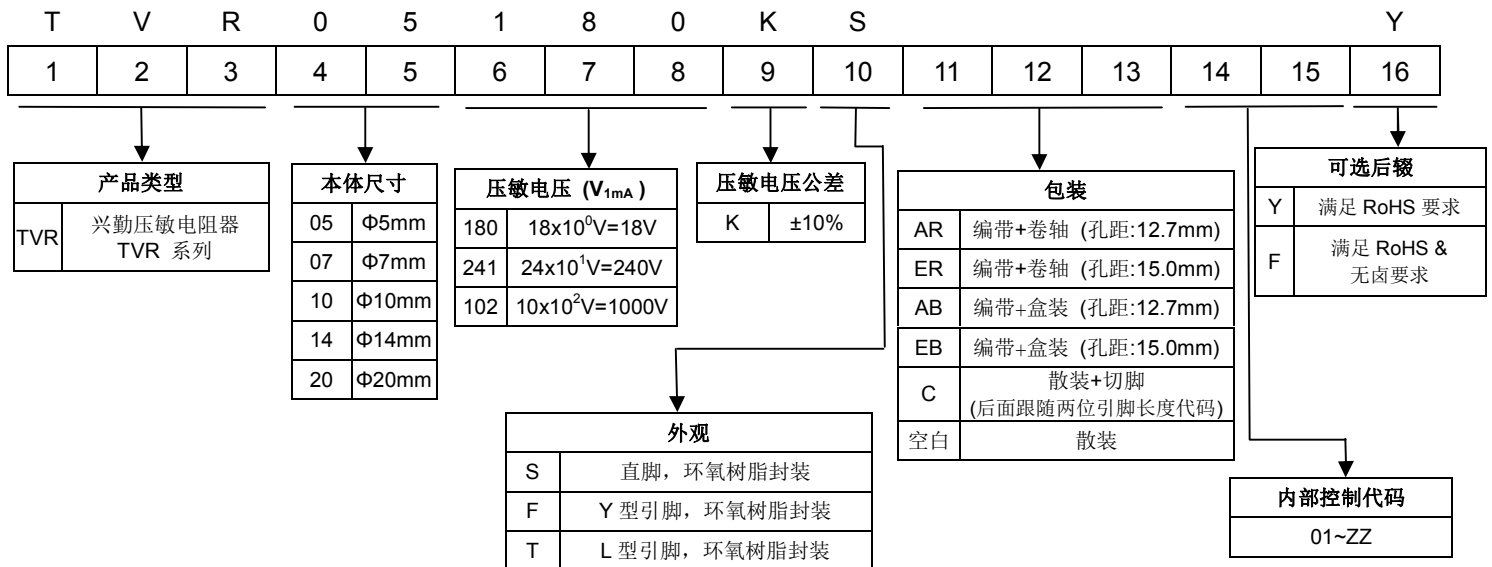 T V R 0 5 1 8 0 K S Y
1 2 3 4 5 6 7 8 9 10 11 12 13 14 15 16
产品类型
TVR 兴勤压敏电阻器
TVR 系列
本体尺寸
05 Φ5mm
07 Φ7mm
10 Φ10mm
14 Φ14mm
20 Φ20mm
压敏电压 (V1mA )
180 18x10⁰V=18V
241 24x10¹V=240V
102 10x10²V=1000V
压敏电压公差
K ±10%
外观
S 直脚，环氧树脂封装
F Y 型引脚，环氧树脂封装
T L 型引脚，环氧树脂封装
包装
AR 编带+卷轴 (孔距:12.7mm)
ER 编带+卷轴 (孔距:15.0mm)
AB 编带+盒装 (孔距:12.7mm)
EB 编带+盒装 (孔距:15.0mm)
C 散装+切脚
(后面跟随两位引脚长度代码)
空白 散装
内部控制代码
01~ZZ
可选后缀
Y 满足 RoHS 要求
F 满足 RoHS &
无卤要求